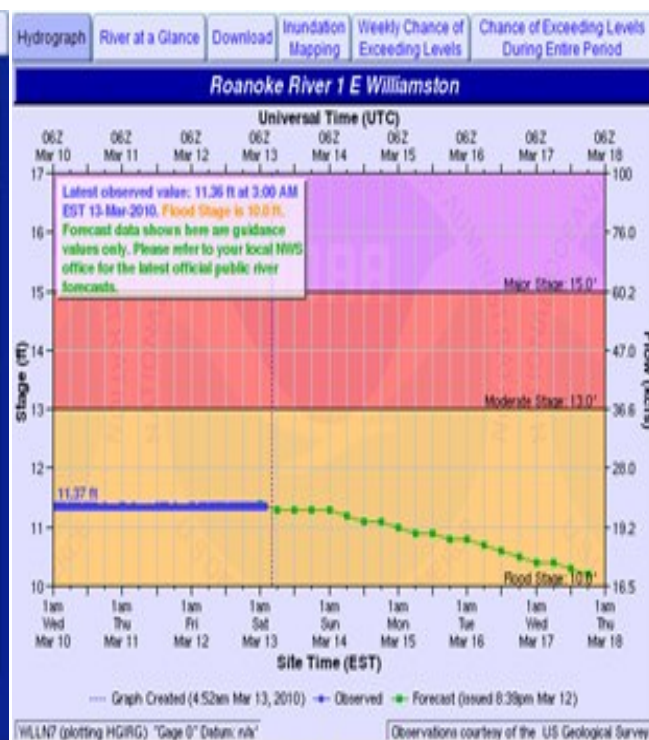 Hydrograph
River at a Glance
Download
Inundation
Mapping
Weekly Chance of
Exceeding Levels
Chance of Exceeding Levels
During Entire Period
Roanoke River 1 E Williamston
Universal Time (UTC)
06Z 06Z 06Z 06Z 06Z 06Z 06Z 06Z 06Z
Mar 10 Mar 11 Mar 12 Mar 13 Mar 14 Mar 15 Mar 16 Mar 17 Mar 18
Latest observed value: 11.36 ft at 3:00 AM
EST 13-Mar-2010. Flood Stage is 10.0 ft.
Forecast data shown here are guidance
values only. Please refer to your local NWS
office for the latest official public river
forecasts.
17 100
16 76.0
Major Stage: 15.0'
15 60.2
14 47.0
Moderate Stage: 13.0'
13 36.6
12 28.0
11.37 ft
11 19.2
Flood Stage: 10.0'
10 16.5
Stage (ft)
Flow (kcfs)
1am 1am 1am 1am 1am 1am 1am 1am 1am
Wed Thu Fri Sat Sun Mon Tue Wed Thu
Mar 10 Mar 11 Mar 12 Mar 13 Mar 14 Mar 15 Mar 16 Mar 17 Mar 18
Site Time (EST)
Graph Created (4:52am Mar 13, 2010) Observed Forecast (issued 8:39pm Mar 12)
WLLN7 (plotting HGIRG) "Gage 0" Datum: n/a'
Observations courtesy of the US Geological Survey